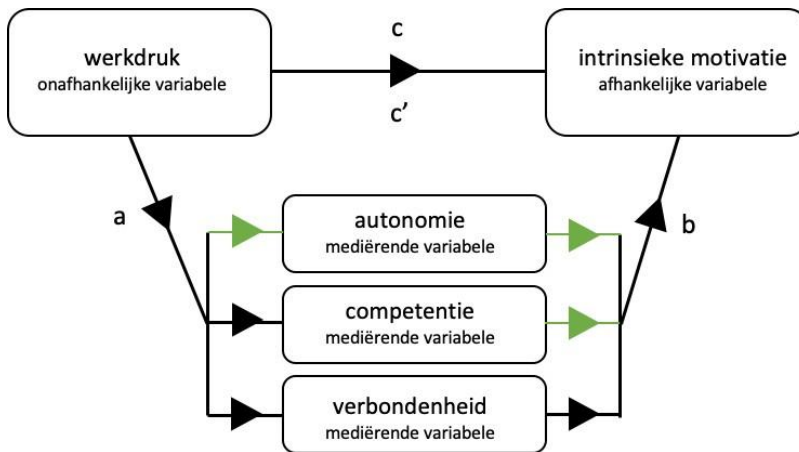 werkdruk
onafhankelijke variabele
c
c’
intrinsieke motivatie
afhankelijke variabele
a
autonomie
mediërende variabele
b
competentie
mediërende variabele
verbondenheid
mediërende variabele